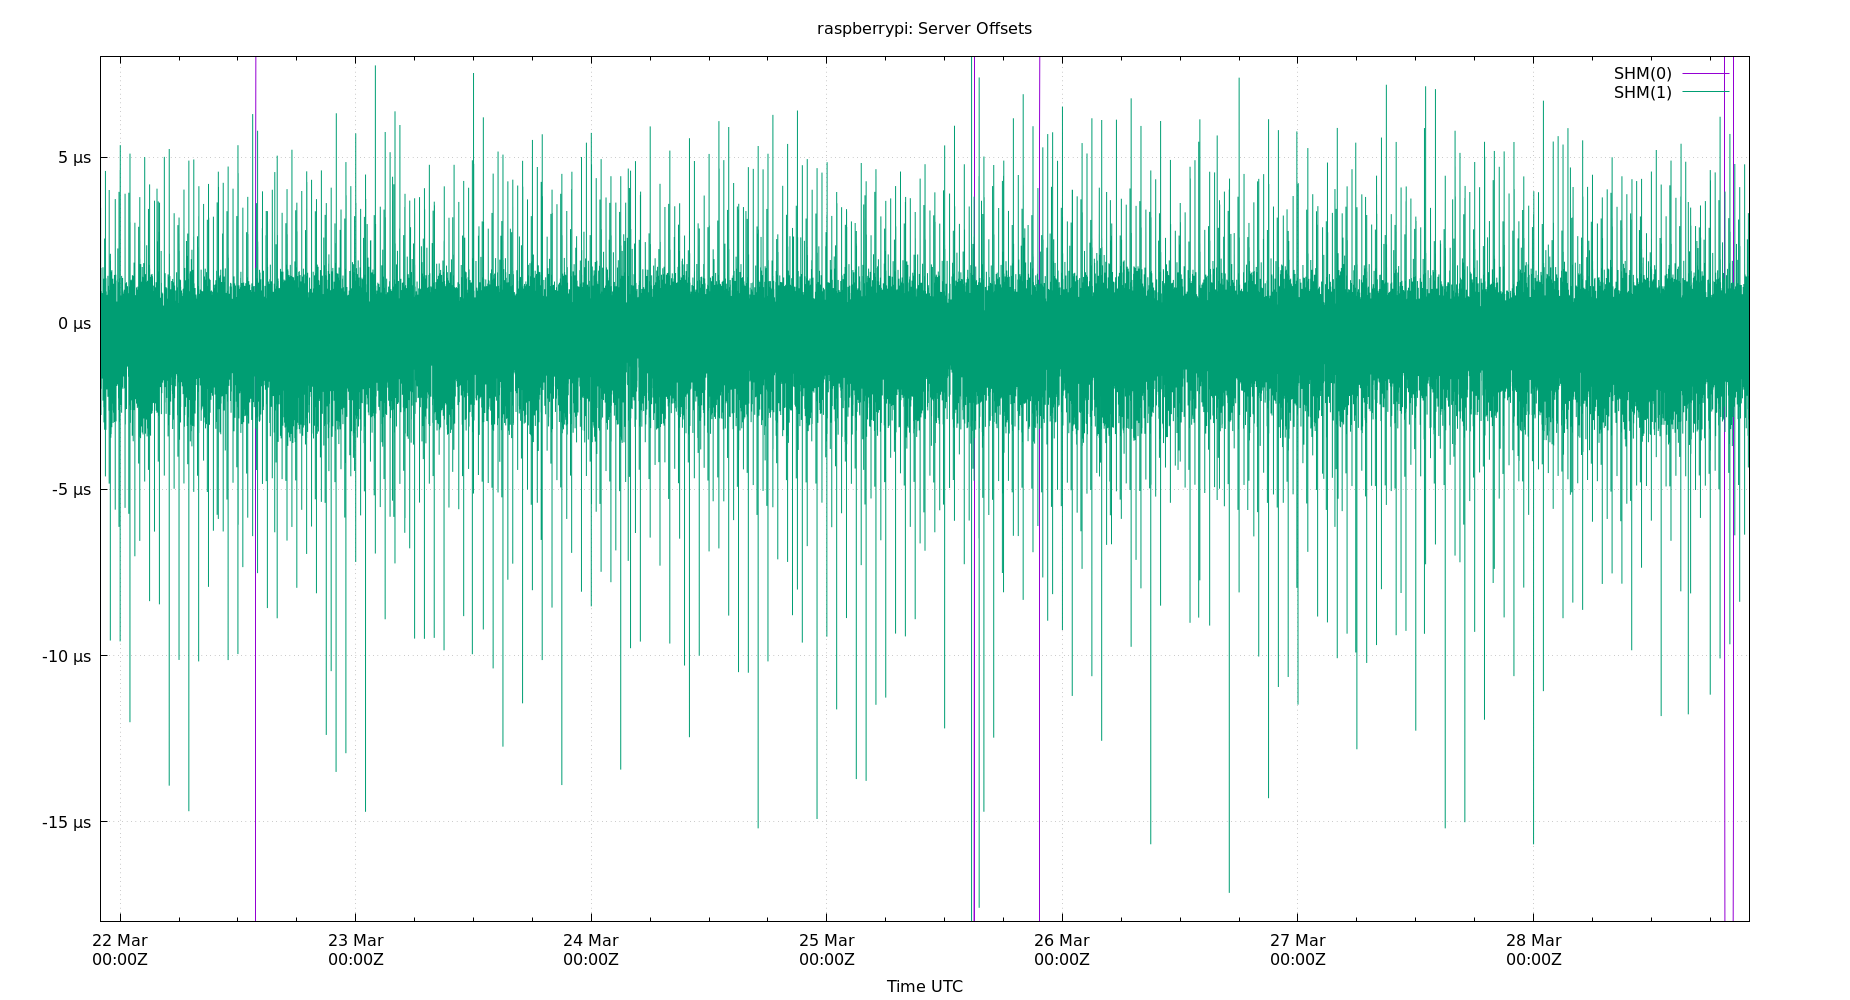 raspberrypi: Server Offsets
SHM(0)
SHM(1)
5 µs
0 µs
-5 µs
-10 µs
-15 µs
22 Mar
00:00Z
23 Mar
00:00Z
24 Mar
00:00Z
25 Mar
00:00Z
26 Mar
00:00Z
27 Mar
00:00Z
28 Mar
00:00Z
Time UTC